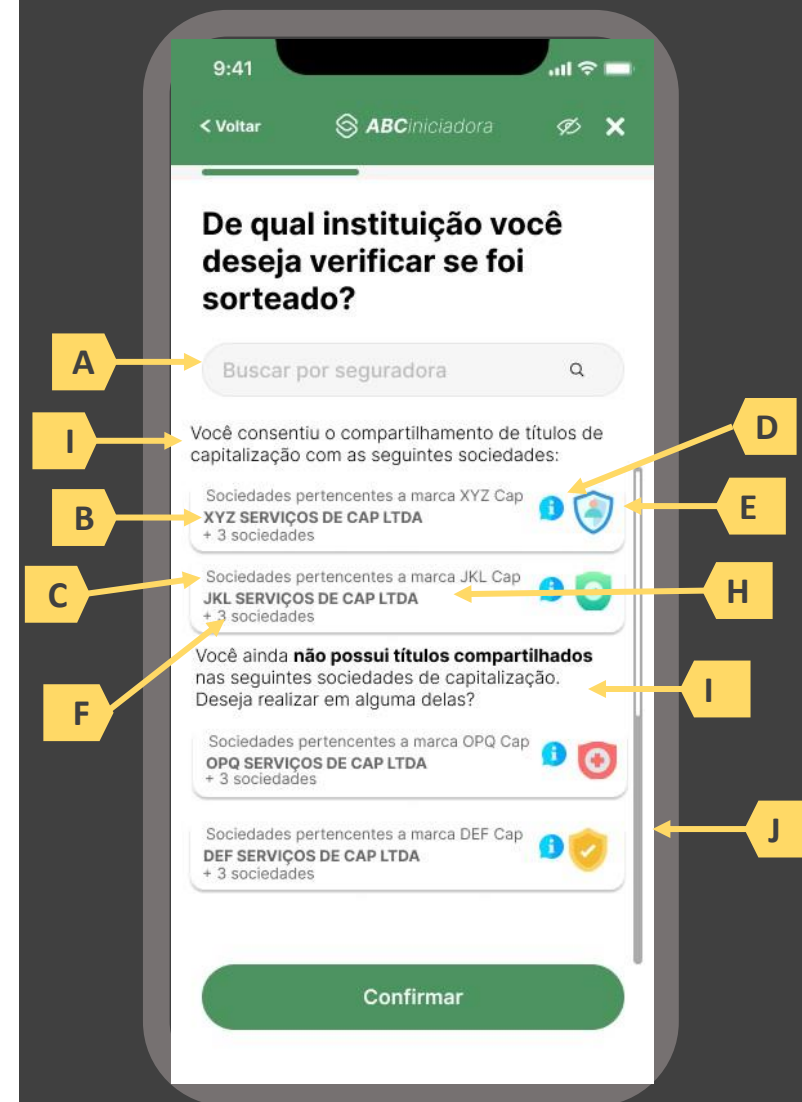 9:41
< Voltar
ABCiniciadora
De qual instituição você
deseja verificar se foi
sorteado?
A
Buscar por seguradora
I
Você consentiu o compartilhamento de títulos de
capitalização com as seguintes sociedades:
D
Sociedades pertencentes a marca XYZ Cap
B
XYZ SERVIÇOS DE CAP LTDA
+ 3 sociedades
i
E
C
Sociedades pertencentes a marca JKL Cap
JKL SERVIÇOS DE CAP LTDA
+ 3 sociedades
i
H
F
Você ainda não possui títulos compartilhados
nas seguintes sociedades de capitalização.
Deseja realizar em alguma delas?
I
Sociedades pertencentes a marca OPQ Cap
OPQ SERVIÇOS DE CAP LTDA
+ 3 sociedades
i
Sociedades pertencentes a marca DEF Cap
DEF SERVIÇOS DE CAP LTDA
+ 3 sociedades
i
J
Confirmar